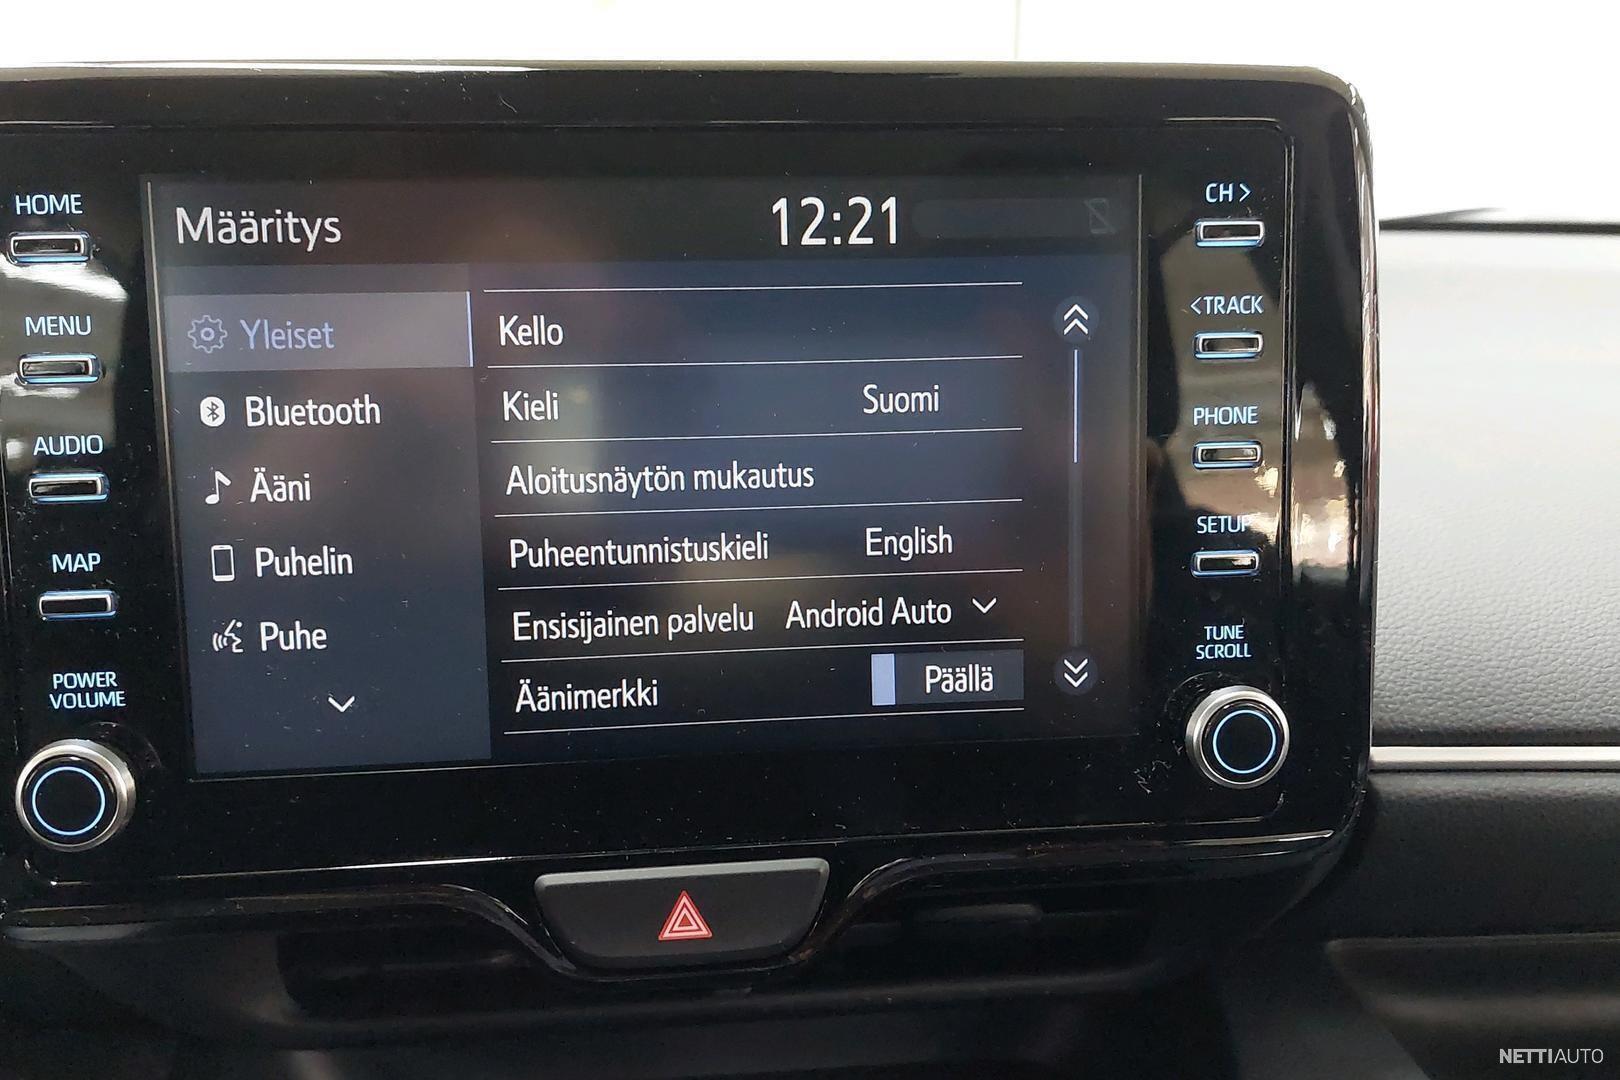 HOME
MENU
AUDIO
MAP
POWER
VOLUME
Määritys
12:21
Yleiset
Bluetooth
Ääni
Puhelin
Puhe
Kello
Kieli Suomi
Aloitusnäytön mukautus
Puheentunnistuskieli English
Ensisijainen palvelu Android Auto
Äänimerkki Päällä
CH >
<TRACK
PHONE
SETUP
TUNE
SCROLL
NETTIAUTO